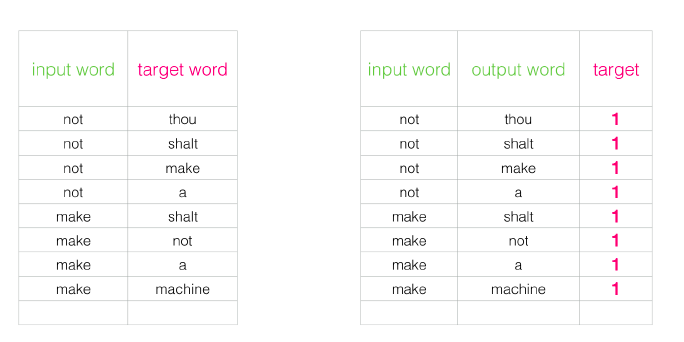 input word target word
not thou
not shalt
not make
not a
make shalt
make not
make a
make machine
input word output word target
not thou 1
not shalt 1
not make 1
not a 1
make shalt 1
make not 1
make a 1
make machine 1